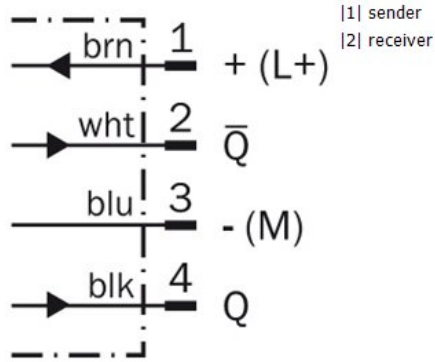 |1| sender
|2| receiver
brn 1 + (L+)
wht 2 Q̅
blu 3 - (M)
blk 4 Q